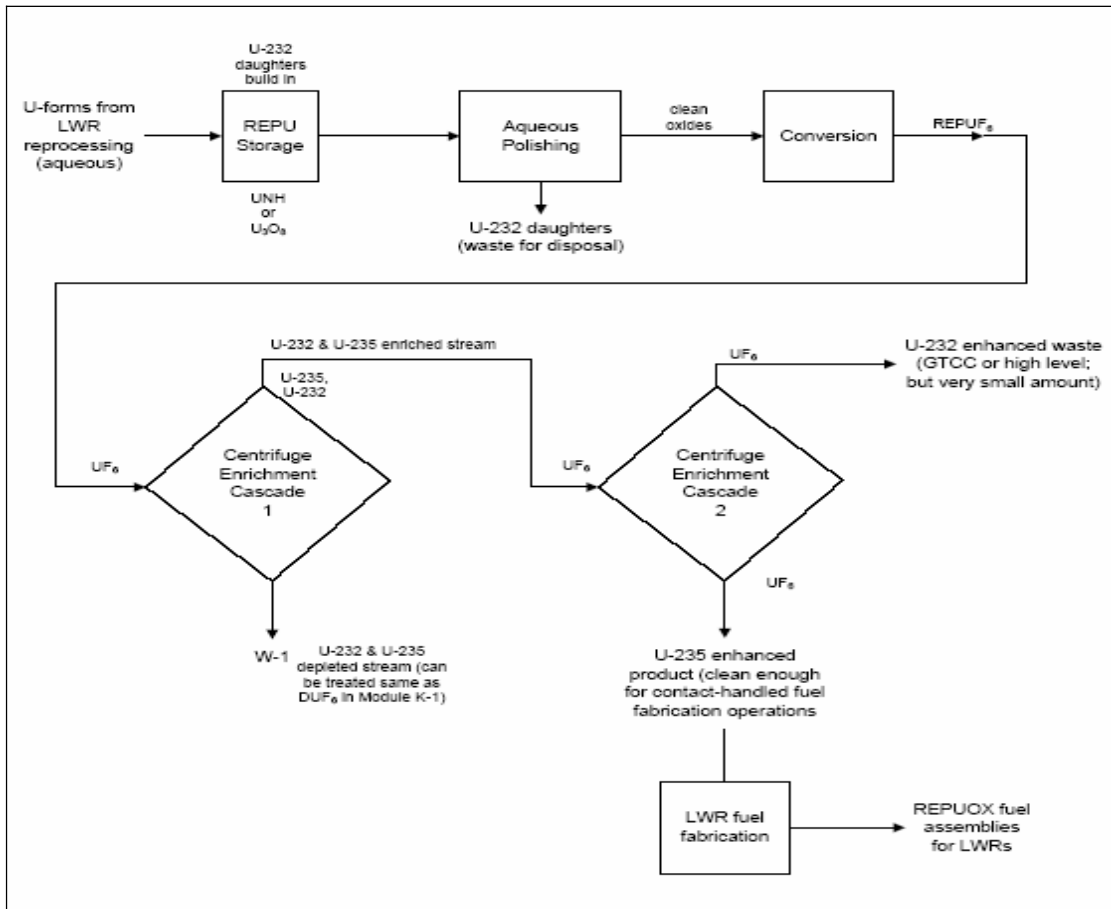 U-232
daughters
build in
U-forms from
LWR
reprocessing
(aqueous)
REPU
Storage
UNH
or
U₃O₈
Aqueous
Polishing
U-232 daughters
(waste for disposal)
clean
oxides
Conversion
REPUF₆
U-232 & U-235 enriched stream
U-235,
U-232
UF₆
Centrifuge
Enrichment
Cascade
1
W-1
U-232 & U-235
depleted stream (can
be treated same as
DUF₆ in Module K-1)
UF₆
Centrifuge
Enrichment
Cascade
2
UF₆
U-232 enhanced waste
(GTCC or high level;
but very small amount)
UF₆
U-235 enhanced
product (clean enough
for contact-handled fuel
fabrication operations
LWR fuel
fabrication
REPUOX fuel
assemblies
for LWRs